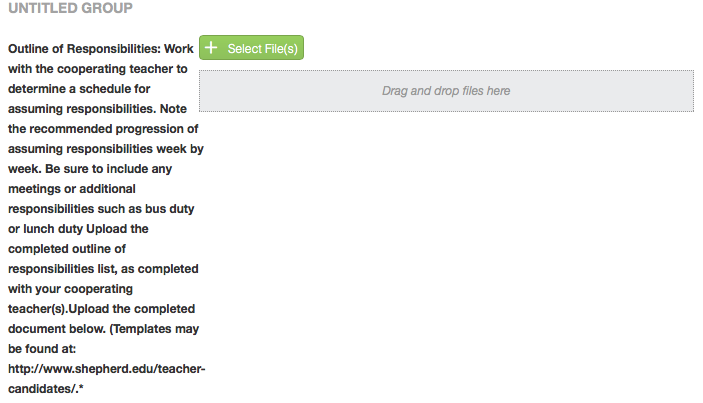 UNTITLED GROUP
Outline of Responsibilities: Work
with the cooperating teacher to
determine a schedule for
assuming responsibilities. Note
the recommended progression of
assuming responsibilities week by
week. Be sure to include any
meetings or additional
responsibilities such as bus duty
or lunch duty Upload the
completed outline of
responsibilities list, as completed
with your cooperating
teacher(s).Upload the completed
document below. (Templates may
be found at:
http://www.shepherd.edu/teacher-
candidates/.*
+ Select File(s)
Drag and drop files here